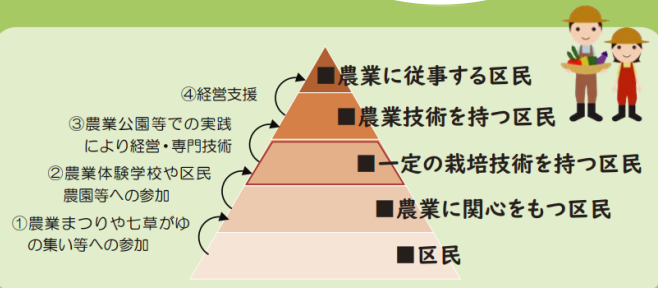 ■農業に従事する区民
④経営支援
■農業技術を持つ区民
③農業公園等での実践
により経営・専門技術
■一定の栽培技術を持つ区民
②農業体験学校や区民
農園等への参加
■農業に関心をもつ区民
①農業まつりや七草がゆ
の集い等への参加
■区民